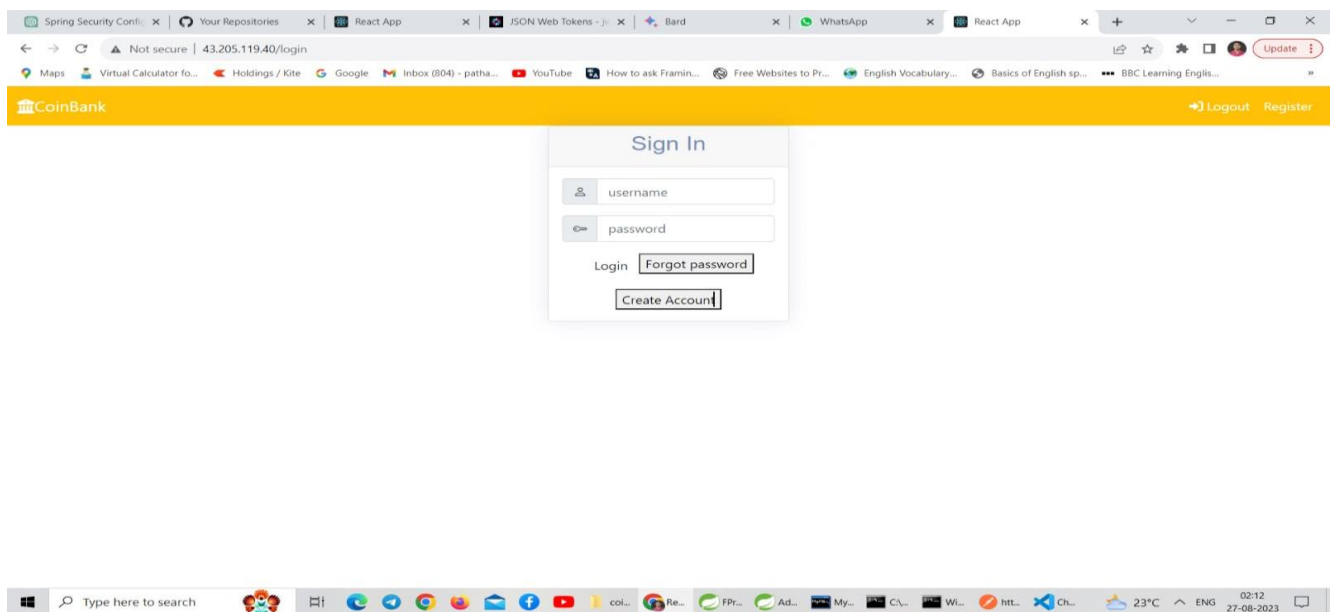 Spring Security Config Your Repositories React App JSON Web Tokens - jw Bard WhatsApp React App
Not secure 43.205.119.40/login Update
Maps Virtual Calculator fo... Holdings / Kite Google Inbox (804) - patha... YouTube How to ask Framin... Free Websites to Pr... English Vocabulary... Basics of English sp... BBC Learning Englis... »
CoinBank Logout Register
Sign In
username
password
Login Forgot password
Create Account
Type here to search coi... Re... FPr... Ad... My... C:\... Wi... htt... Ch... 23°C ENG 02:12
27-08-2023